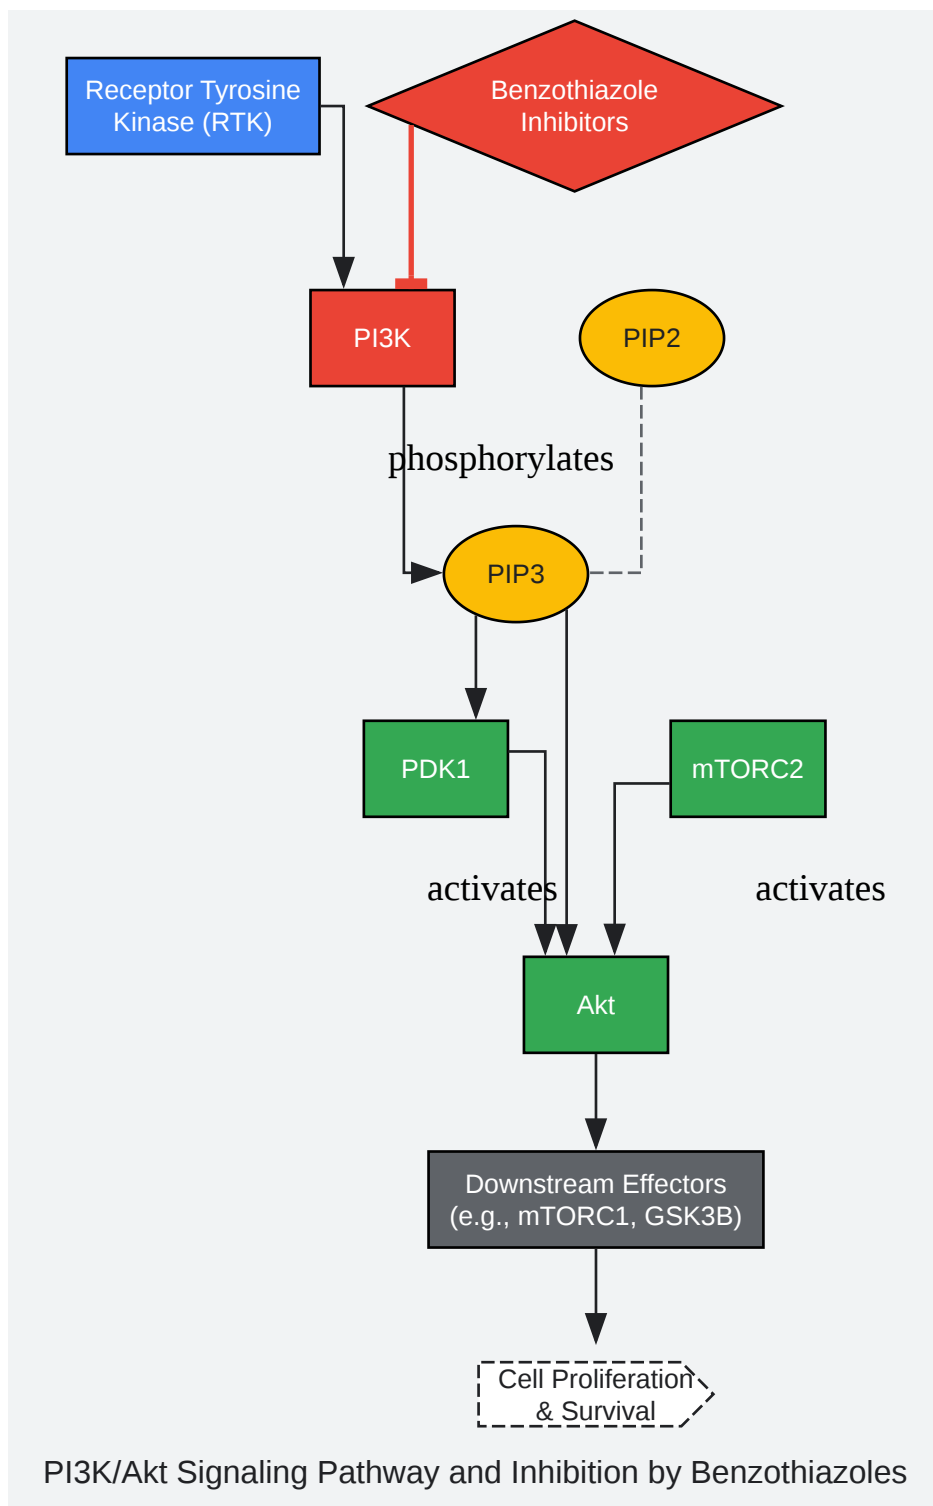 Receptor Tyrosine
Kinase (RTK)
Benzothiazole
Inhibitors
PI3K
PIP2
phosphorylates
PIP3
PDK1
mTORC2
activates
activates
Akt
Downstream Effectors
(e.g., mTORC1, GSK3B)
Cell Proliferation
& Survival
PI3K/Akt Signaling Pathway and Inhibition by Benzothiazoles